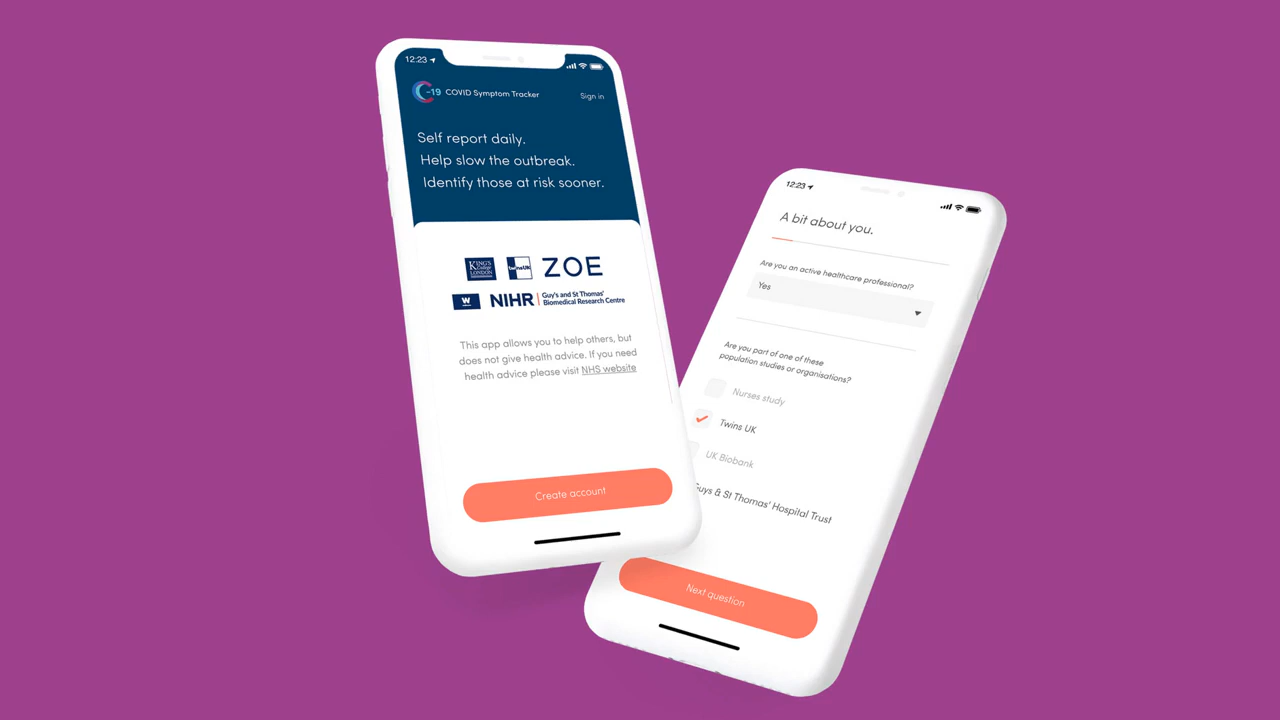 12:23
C-19 COVID Symptom Tracker
Sign in
Self report daily.
Help slow the outbreak.
Identify those at risk sooner.
KING'S
College
LONDON
twinsUK
ZOE
W
NIHR
Guy's and St Thomas'
Biomedical Research Centre
This app allows you to help others, but
does not give health advice. If you need
health advice please visit NHS website
Create account
12:23
A bit about you.
Are you an active healthcare professional?
Yes
Are you part of one of these
population studies or organisations?
Nurses study
Twins UK
UK Biobank
Guys & St Thomas' Hospital Trust
Next question